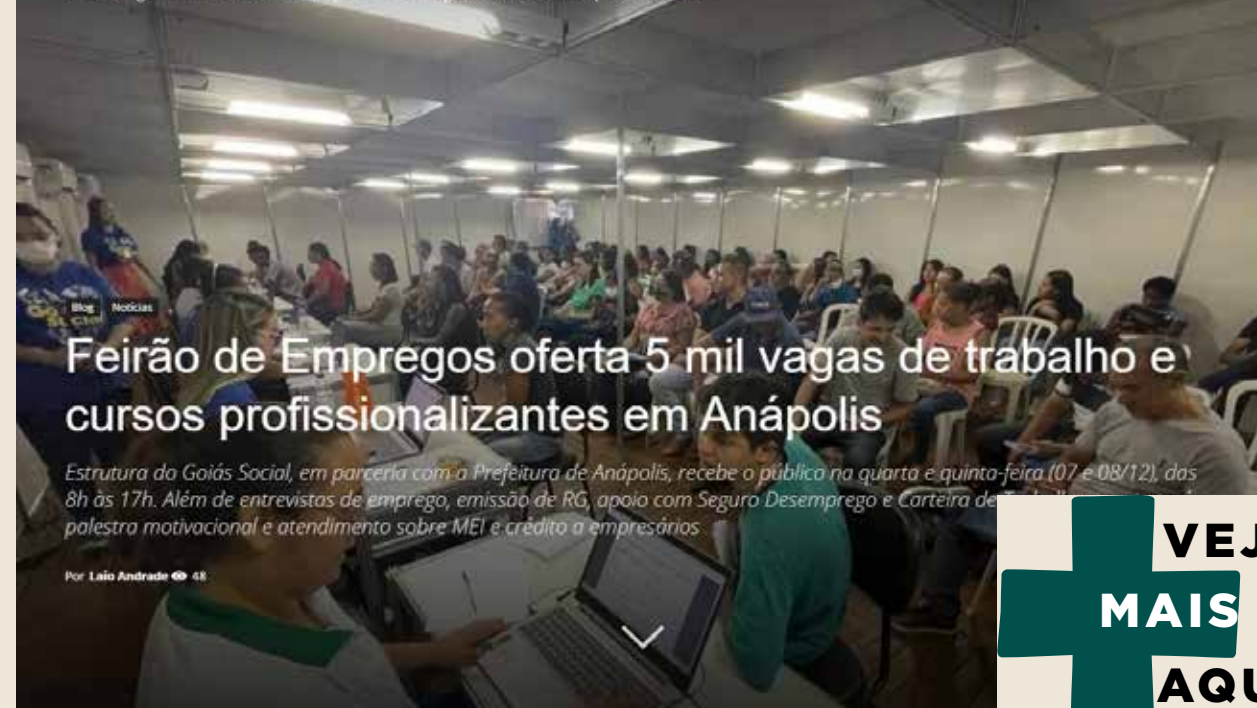 Blog Notícias
Feirão de Empregos oferta 5 mil vagas de trabalho e
cursos profissionalizantes em Anápolis
Estrutura do Goiás Social, em parceria com a Prefeitura de Anápolis, recebe o público na quarta e quinta-feira (07 e 08/12), das
8h às 17h. Além de entrevistas de emprego, emissão de RG, apoio com Seguro Desemprego e Carteira de
palestra motivacional e atendimento sobre MEI e crédito a empresários
Por Laio Andrade 48
VEJ
MAIS
AQU